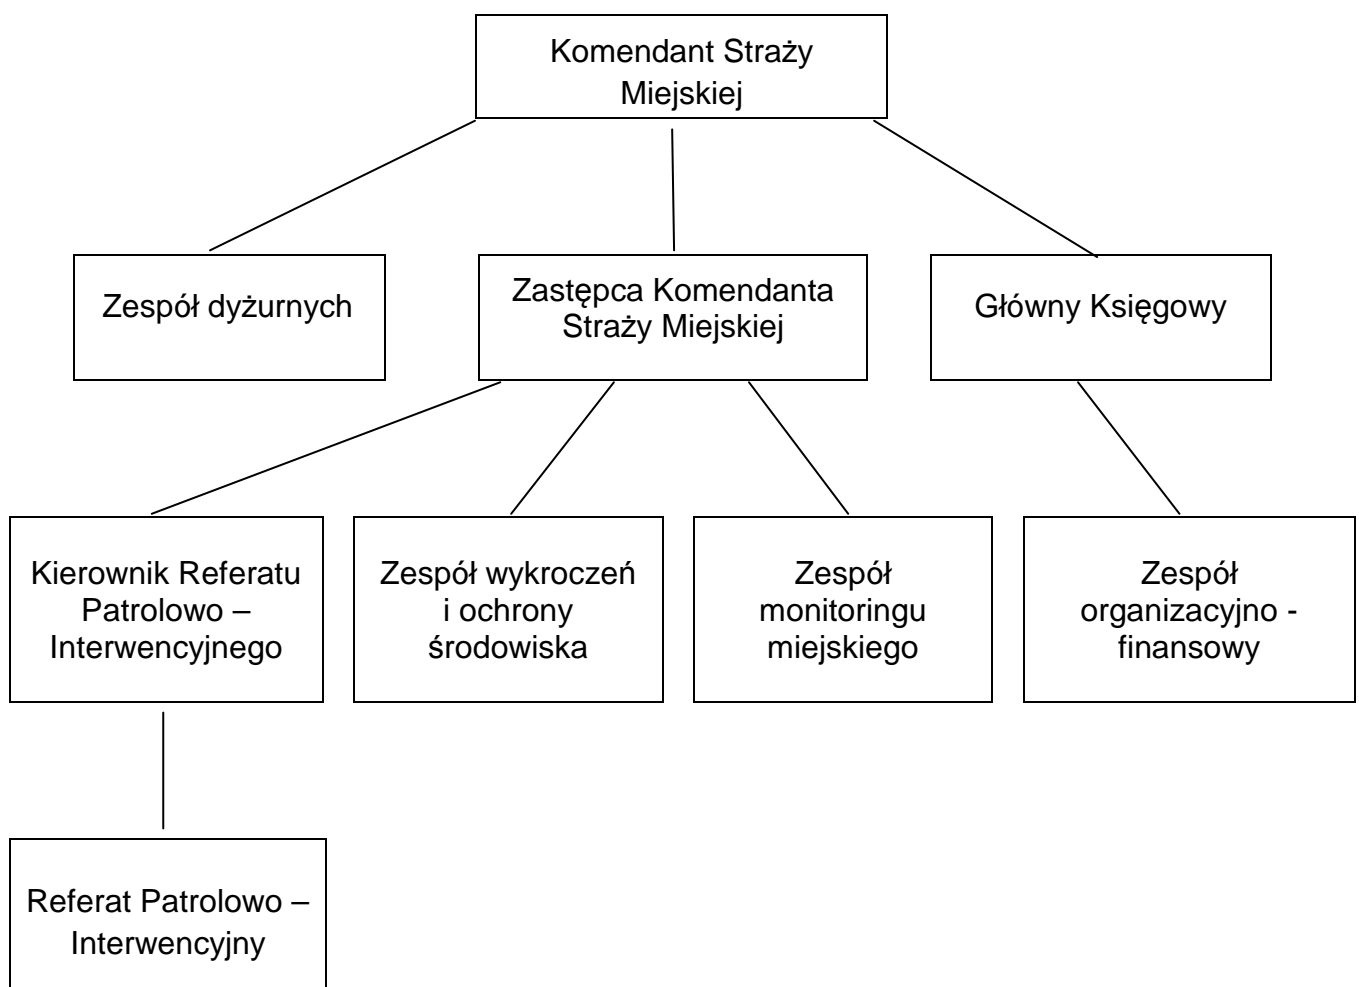 Komendant Straży
Miejskiej
Zespół dyżurnych
Zastępca Komendanta
Straży Miejskiej
Główny Księgowy
Kierownik Referatu
Patrolowo –
Interwencyjnego
Zespół wykroczeń
i ochrony
środowiska
Zespół
monitoringu
miejskiego
Zespół
organizacyjno -
finansowy
Referat Patrolowo –
Interwencyjny